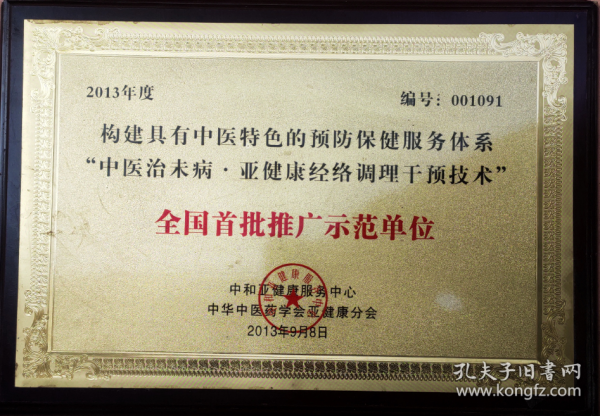 2013年度
编号：001091
构建具有中医特色的预防保健服务体系
“中医治未病·亚健康经络调理干预技术”
全国首批推广示范单位
中和亚健康服务中心
中华中医药学会亚健康分会
2013年9月8日
孔夫子旧书网
www.kongfz.com